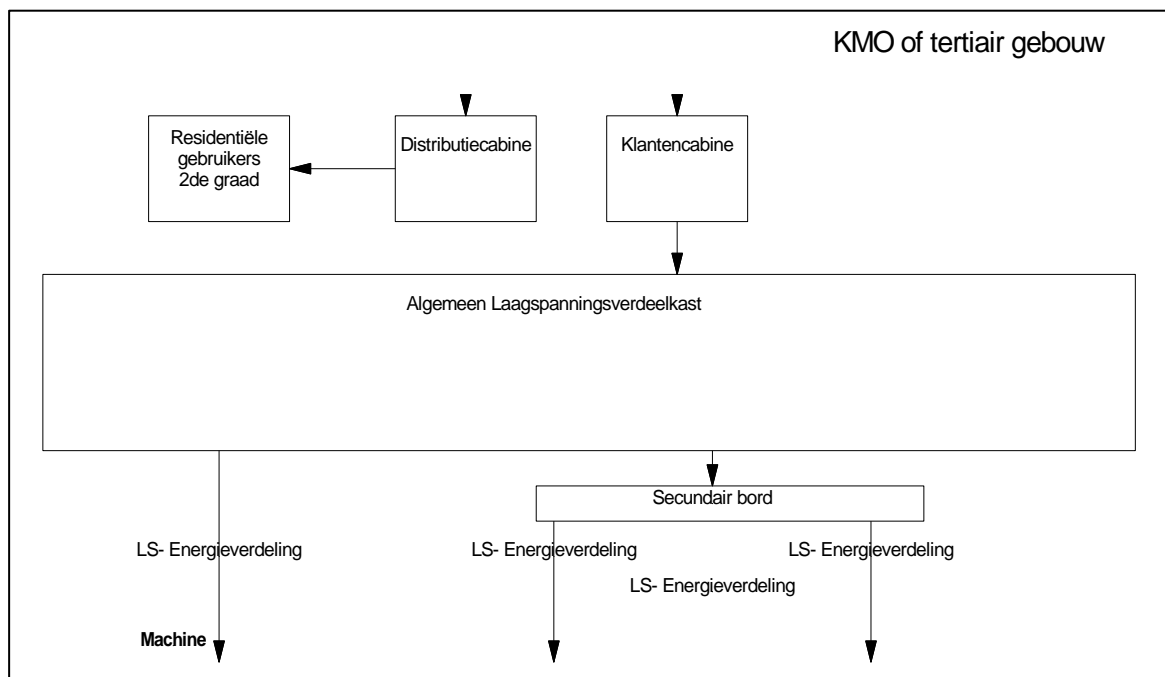 KMO of tertiair gebouw
Residentiële
gebruikers
2de graad
Distributiecabine
Klantencabine
Algemeen Laagspanningsverdeelkast
Secundair bord
LS- Energieverdeling
LS- Energieverdeling
LS- Energieverdeling
LS- Energieverdeling
Machine